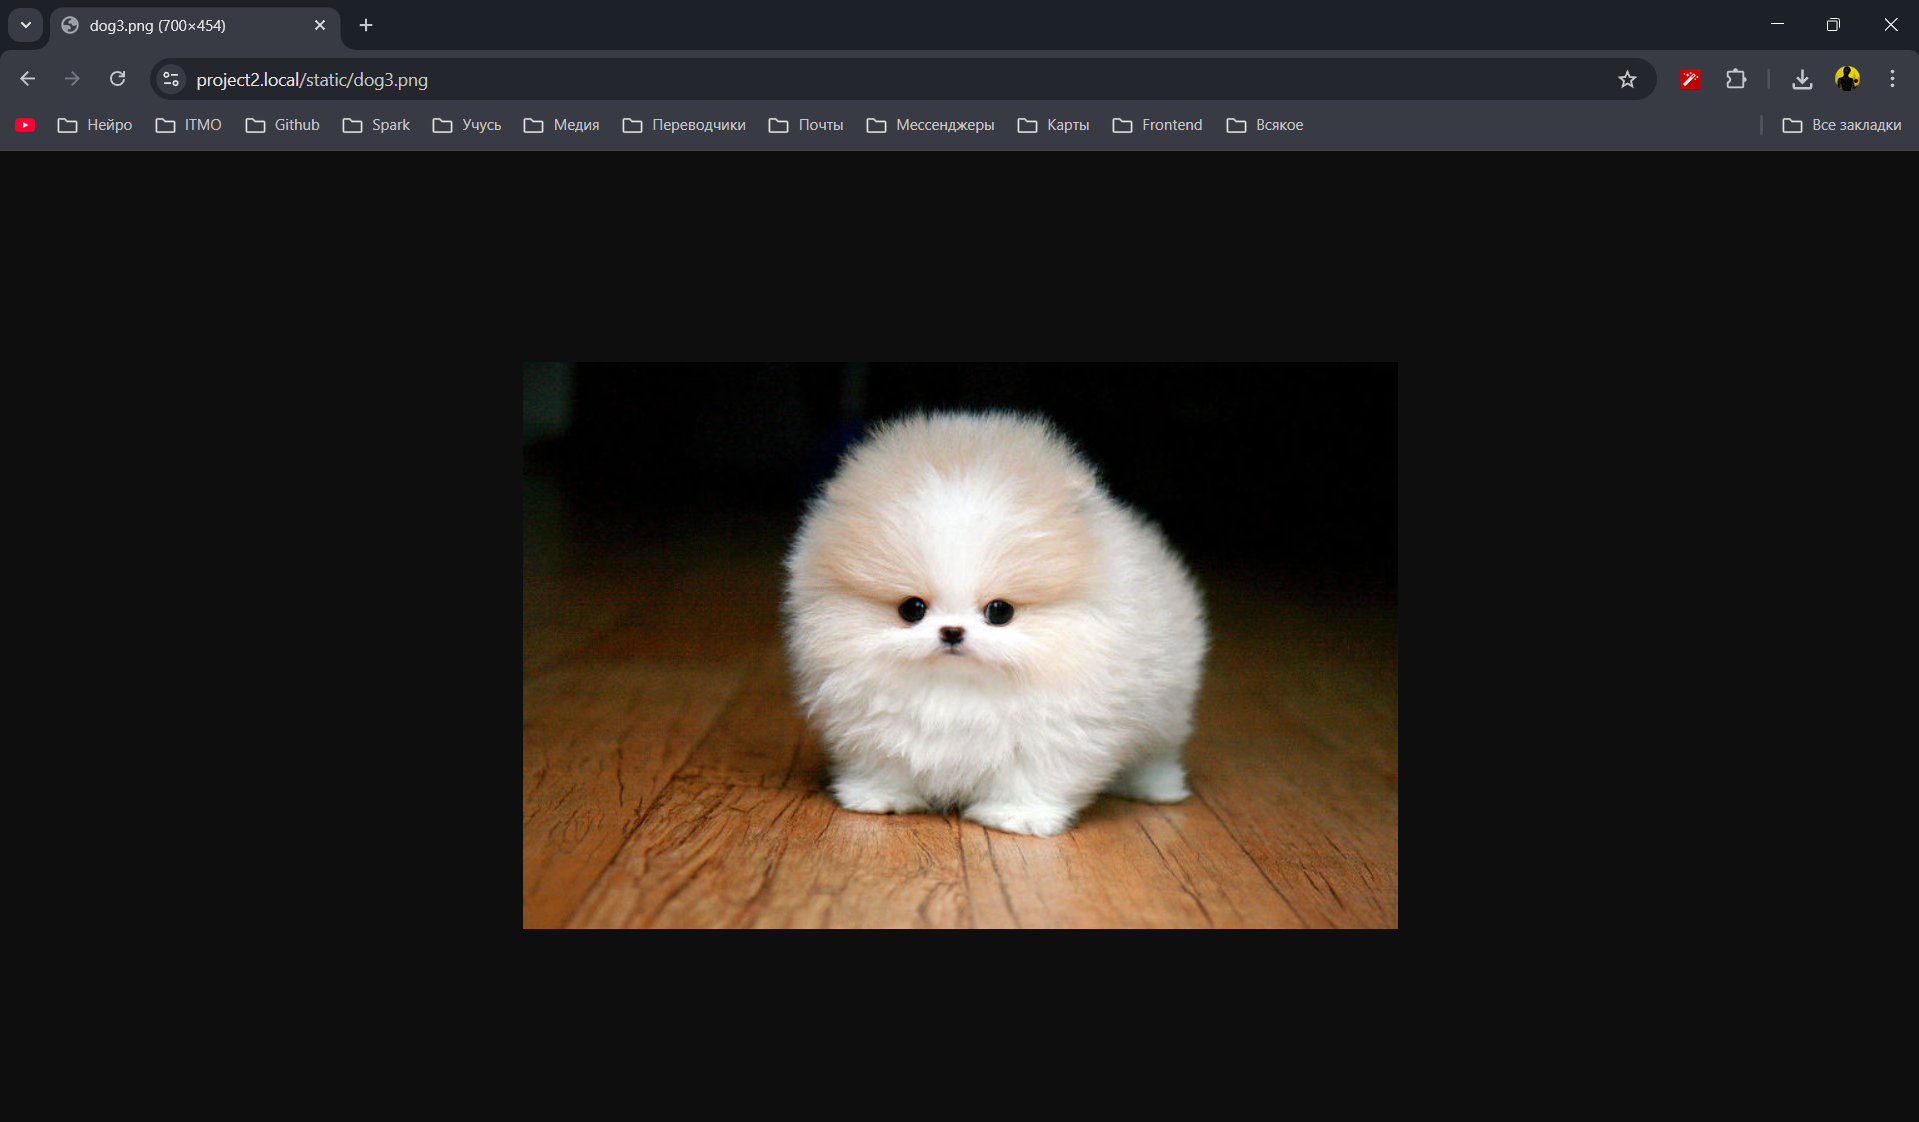 dog3.png (700×454)
project2.local/static/dog3.png
Нейро ITMO Github Spark Учусь Медия Переводчики Почты Мессенджеры Карты Frontend Всякое Все закладки